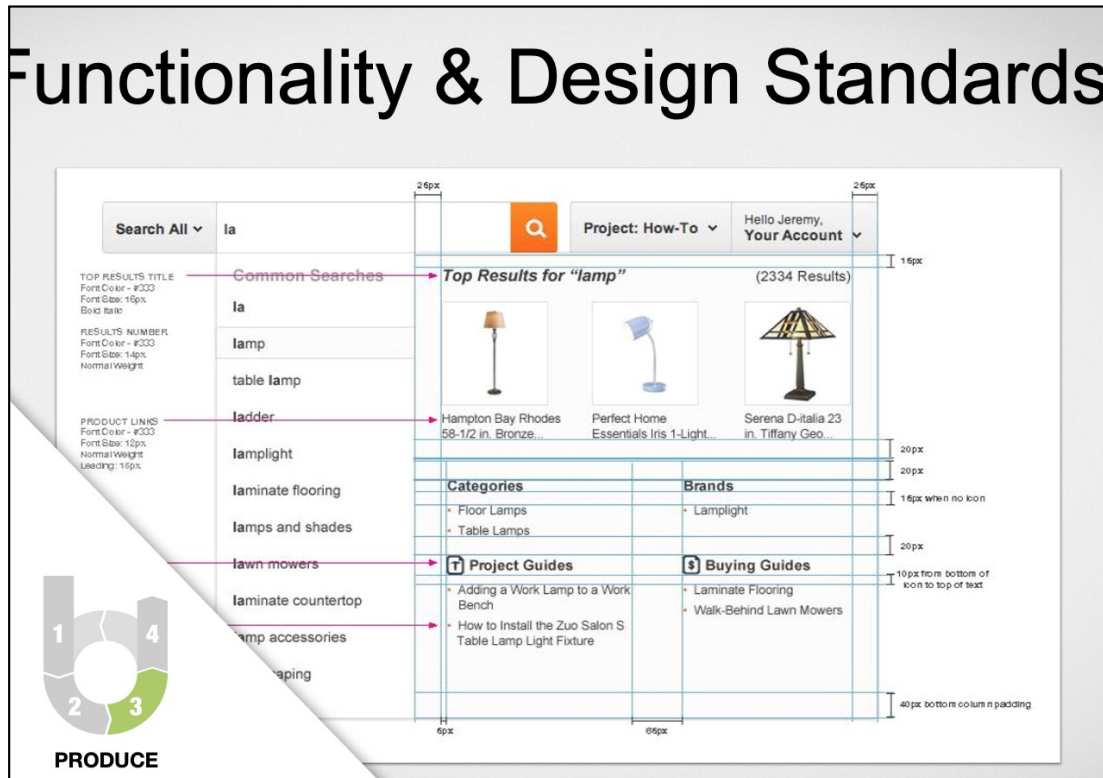 Functionality & Design Standards
26px
26px
Search All
la
Project: How-To
Hello Jeremy,
Your Account
16px
TOP RESULTS TITLE
Font Color - #333
Font Size: 16px
Bold Italic
RESULTS NUMBER
Font Color - #333
Font Size: 14px
Normal Weight
PRODUCT LINKS
Font Color - #333
Font Size: 12px
Normal Weight
Leading: 15px
Common Searches
la
lamp
table lamp
ladder
lamplight
laminate flooring
lamps and shades
lawn mowers
laminate countertop
lamp accessories
aping
Top Results for “lamp”
(2334 Results)
Hampton Bay Rhodes
58-1/2 in. Bronze...
Perfect Home
Essentials Iris 1-Light...
Serena D-italia 23
in. Tiffany Geo...
20px
20px
Categories
Floor Lamps
Table Lamps
Brands
Lamplight
16px when no icon
20px
T Project Guides
Adding a Work Lamp to a Work
Bench
How to Install the Zuo Salon S
Table Lamp Light Fixture
$ Buying Guides
Laminate Flooring
Walk-Behind Lawn Mowers
10px from bottom of
icon to top of text
40px bottom column padding
6px
66px
1
4
2
3
PRODUCE